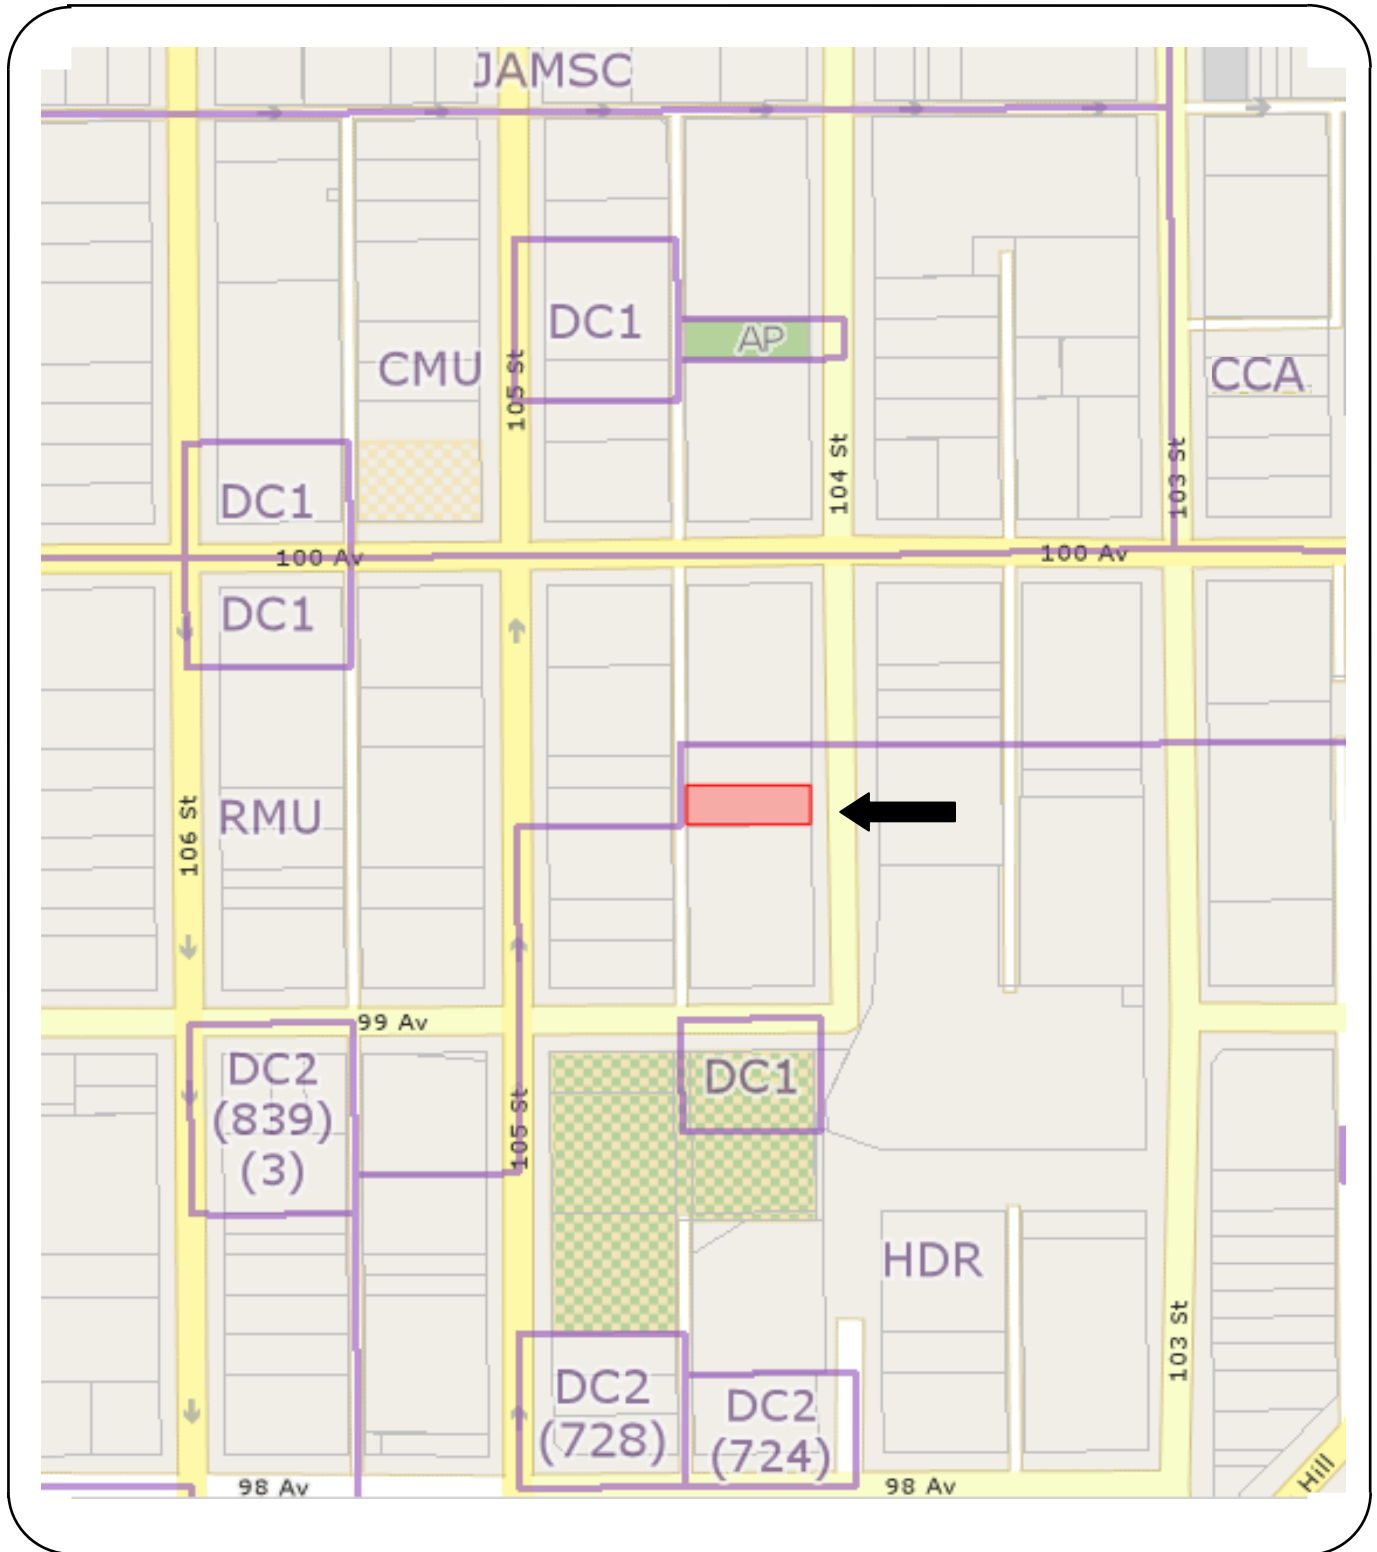 JAMSC
DC1
AP
CMU
105 St
CCA
104 St
103 St
DC1
100 Av
100 Av
DC1
RMU
106 St
99 Av
DC2
(839)
(3)
DC1
105 St
HDR
103 St
DC2
(728)
DC2
(724)
98 Av
98 Av
Hill